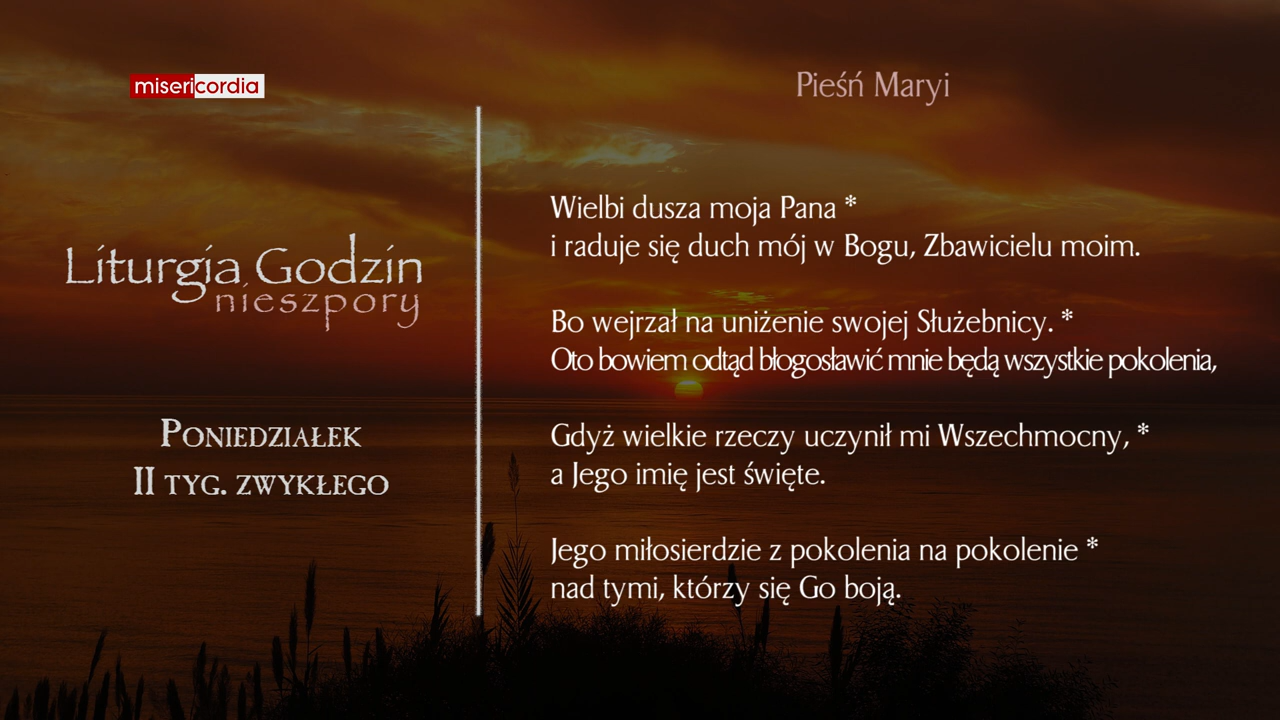 misericordia
Liturgia Godzin
nieszpory
Poniedziałek
II tyg. zwykłego
Pieśń Maryi
Wielbi dusza moja Pana *
i raduje się duch mój w Bogu, Zbawicielu moim.
Bo wejrzał na uniżenie swojej Służebnicy. *
Oto bowiem odtąd błogosławić mnie będą wszystkie pokolenia,
Gdyż wielkie rzeczy uczynił mi Wszechmocny, *
a Jego imię jest święte.
Jego miłosierdzie z pokolenia na pokolenie *
nad tymi, którzy się Go boją.